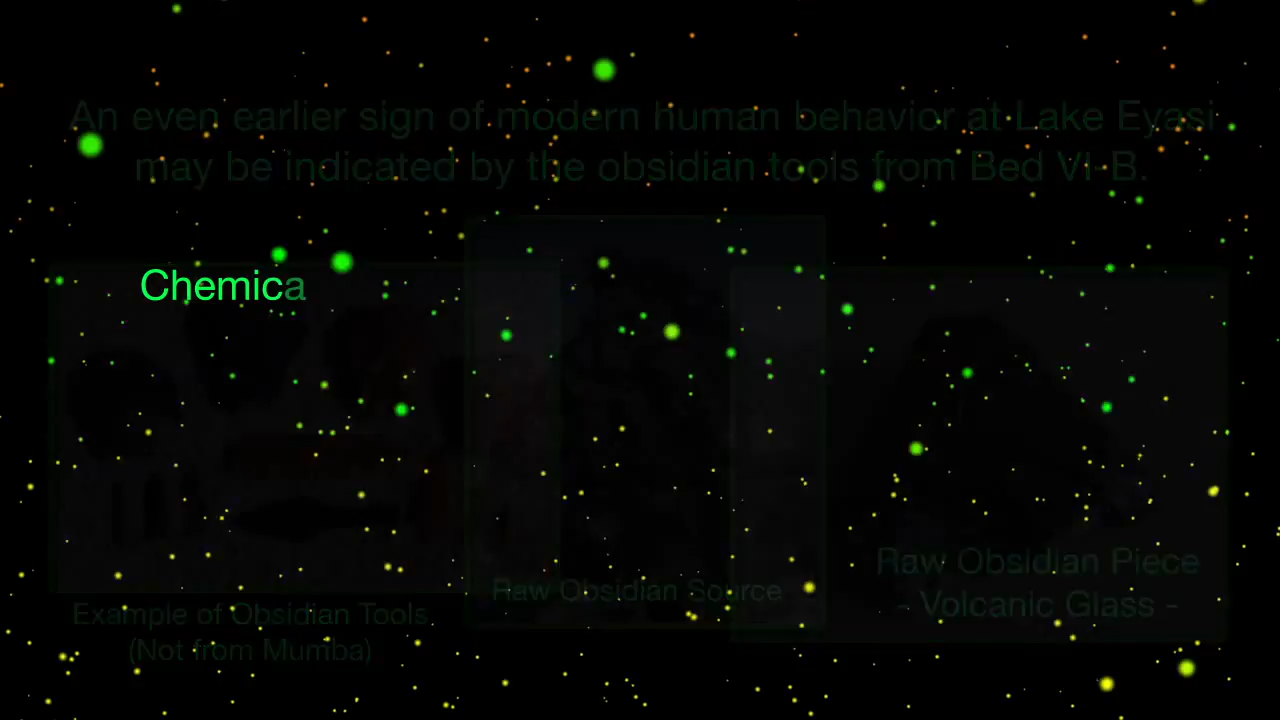 An even earlier sign of modern human behavior at Lake Eyasi
may be indicated by the obsidian tools from Bed VI-B.
Chemica
Raw Obsidian Piece
- Volcanic Glass -
Raw Obsidian Source
Example of Obsidian Tools
(Not from Mumba)